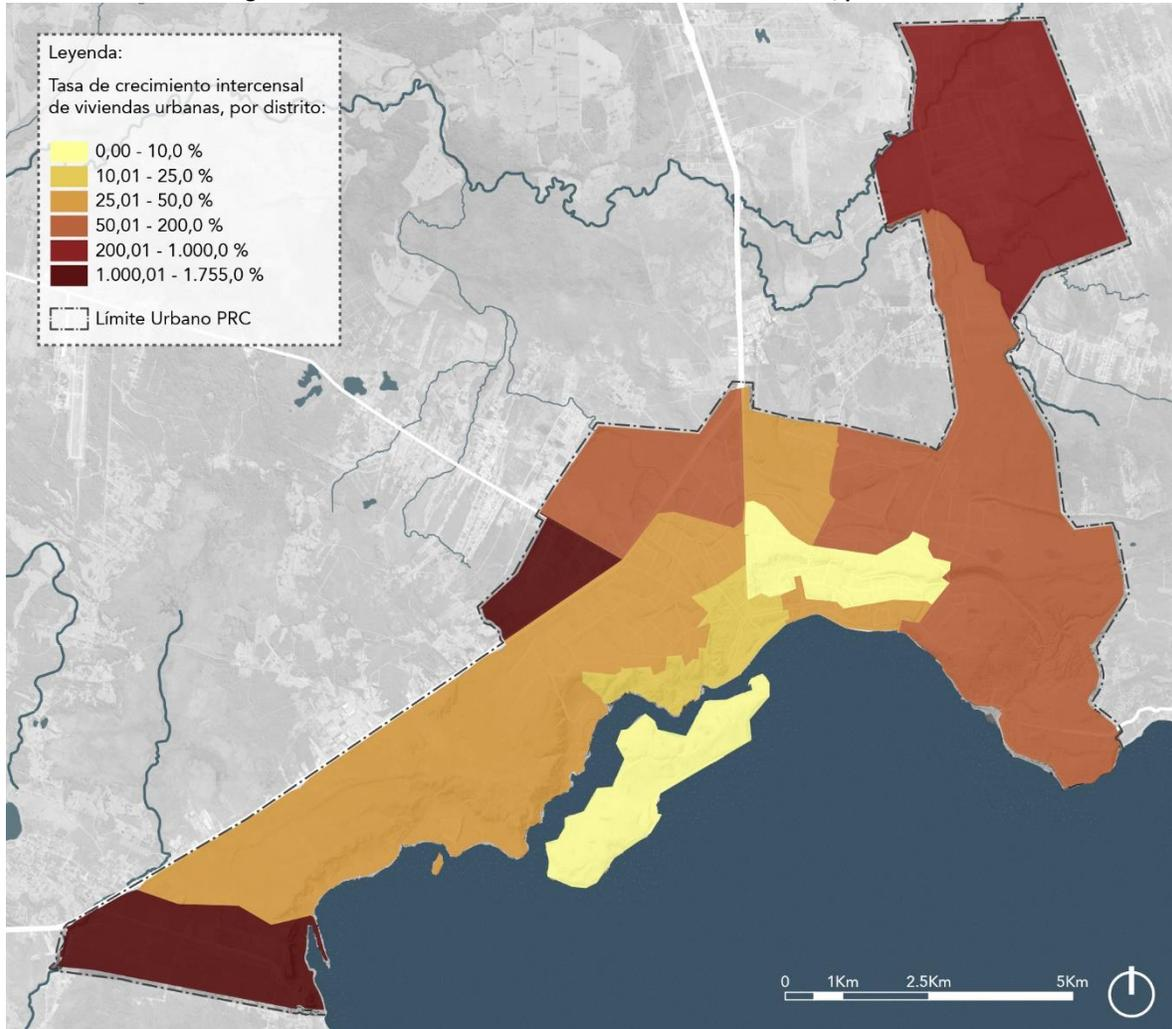 Leyenda:
Tasa de crecimiento intercensal
de viviendas urbanas, por distrito:
0,00 - 10,0 %
10,01 - 25,0 %
25,01 - 50,0 %
50,01 - 200,0 %
200,01 - 1.000,0 %
1.000,01 - 1.755,0 %
Límite Urbano PRC
0 1Km 2.5Km 5Km